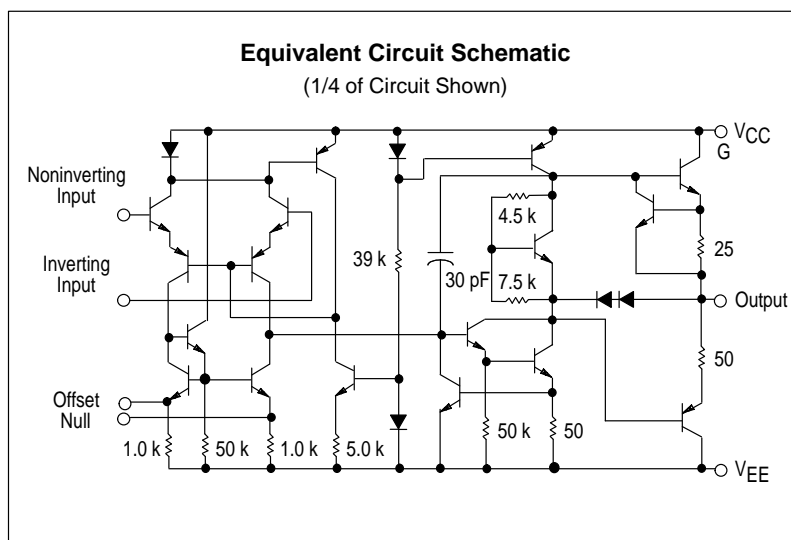 Equivalent Circuit Schematic
(1/4 of Circuit Shown)
VCC
G
Noninverting
Input
4.5 k
25
Inverting
Input
39 k
30 pF
7.5 k
Output
50
Offset
Null
1.0 k
50 k
1.0 k
5.0 k
50 k
50
VEE